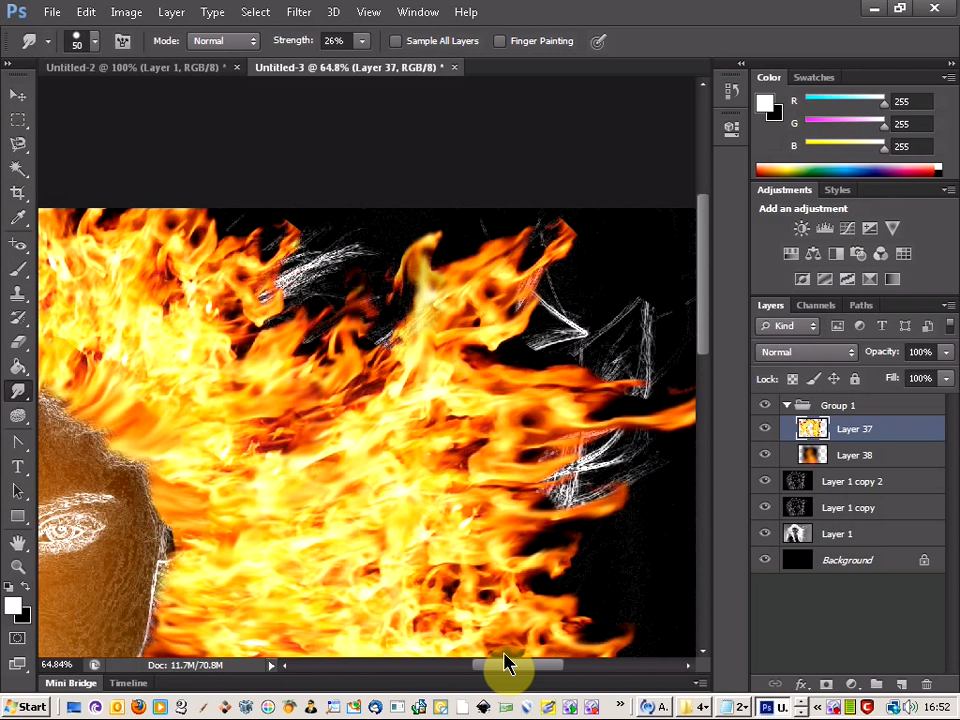 Ps File Edit Image Layer Type Select Filter 3D View Window Help
50 Mode: Normal Strength: 26% Sample All Layers Finger Painting
Untitled-2 @ 100% (Layer 1, RGB/8) * × Untitled-3 @ 64.8% (Layer 37, RGB/8) * ×
Color Swatches
R 255
G 255
B 255
Adjustments Styles
Add an adjustment
Layers Channels Paths
Kind
Normal Opacity: 100%
Lock: Fill: 100%
Group 1
Layer 37
Layer 38
Layer 1 copy 2
Layer 1 copy
Layer 1
Background
64.84% Doc: 11.7M/70.8M
Mini Bridge Timeline
Start A. 4 2 Ps U. 16:52